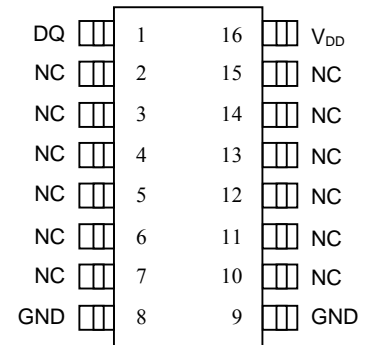 DQ 1 16 VDD
NC 2 15 NC
NC 3 14 NC
NC 4 13 NC
NC 5 12 NC
NC 6 11 NC
NC 7 10 NC
GND 8 9 GND